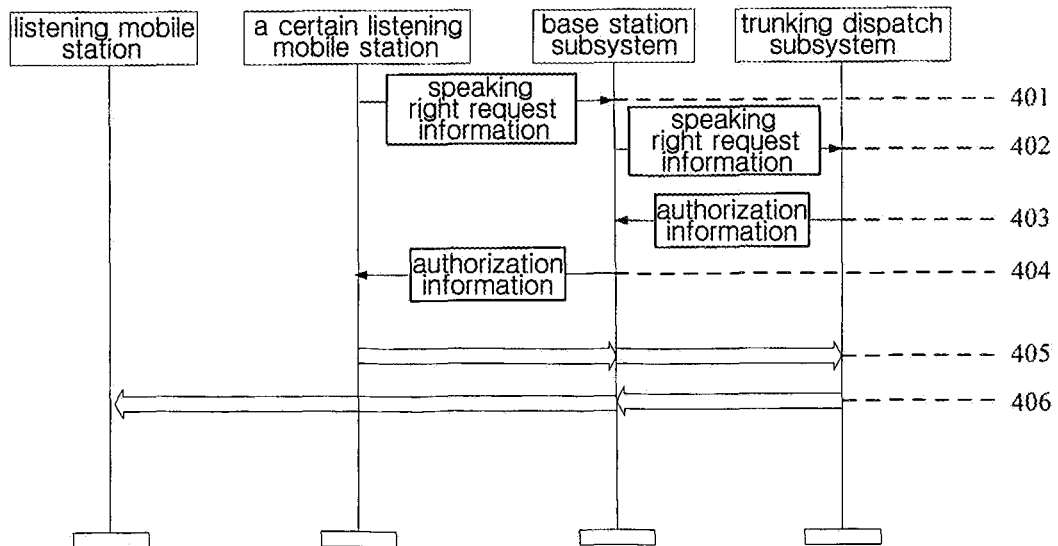 listening mobile
station
a certain listening
mobile station
base station
subsystem
trunking dispatch
subsystem
speaking
right request
information
401
speaking
right request
information
402
authorization
information
403
authorization
information
404
405
406